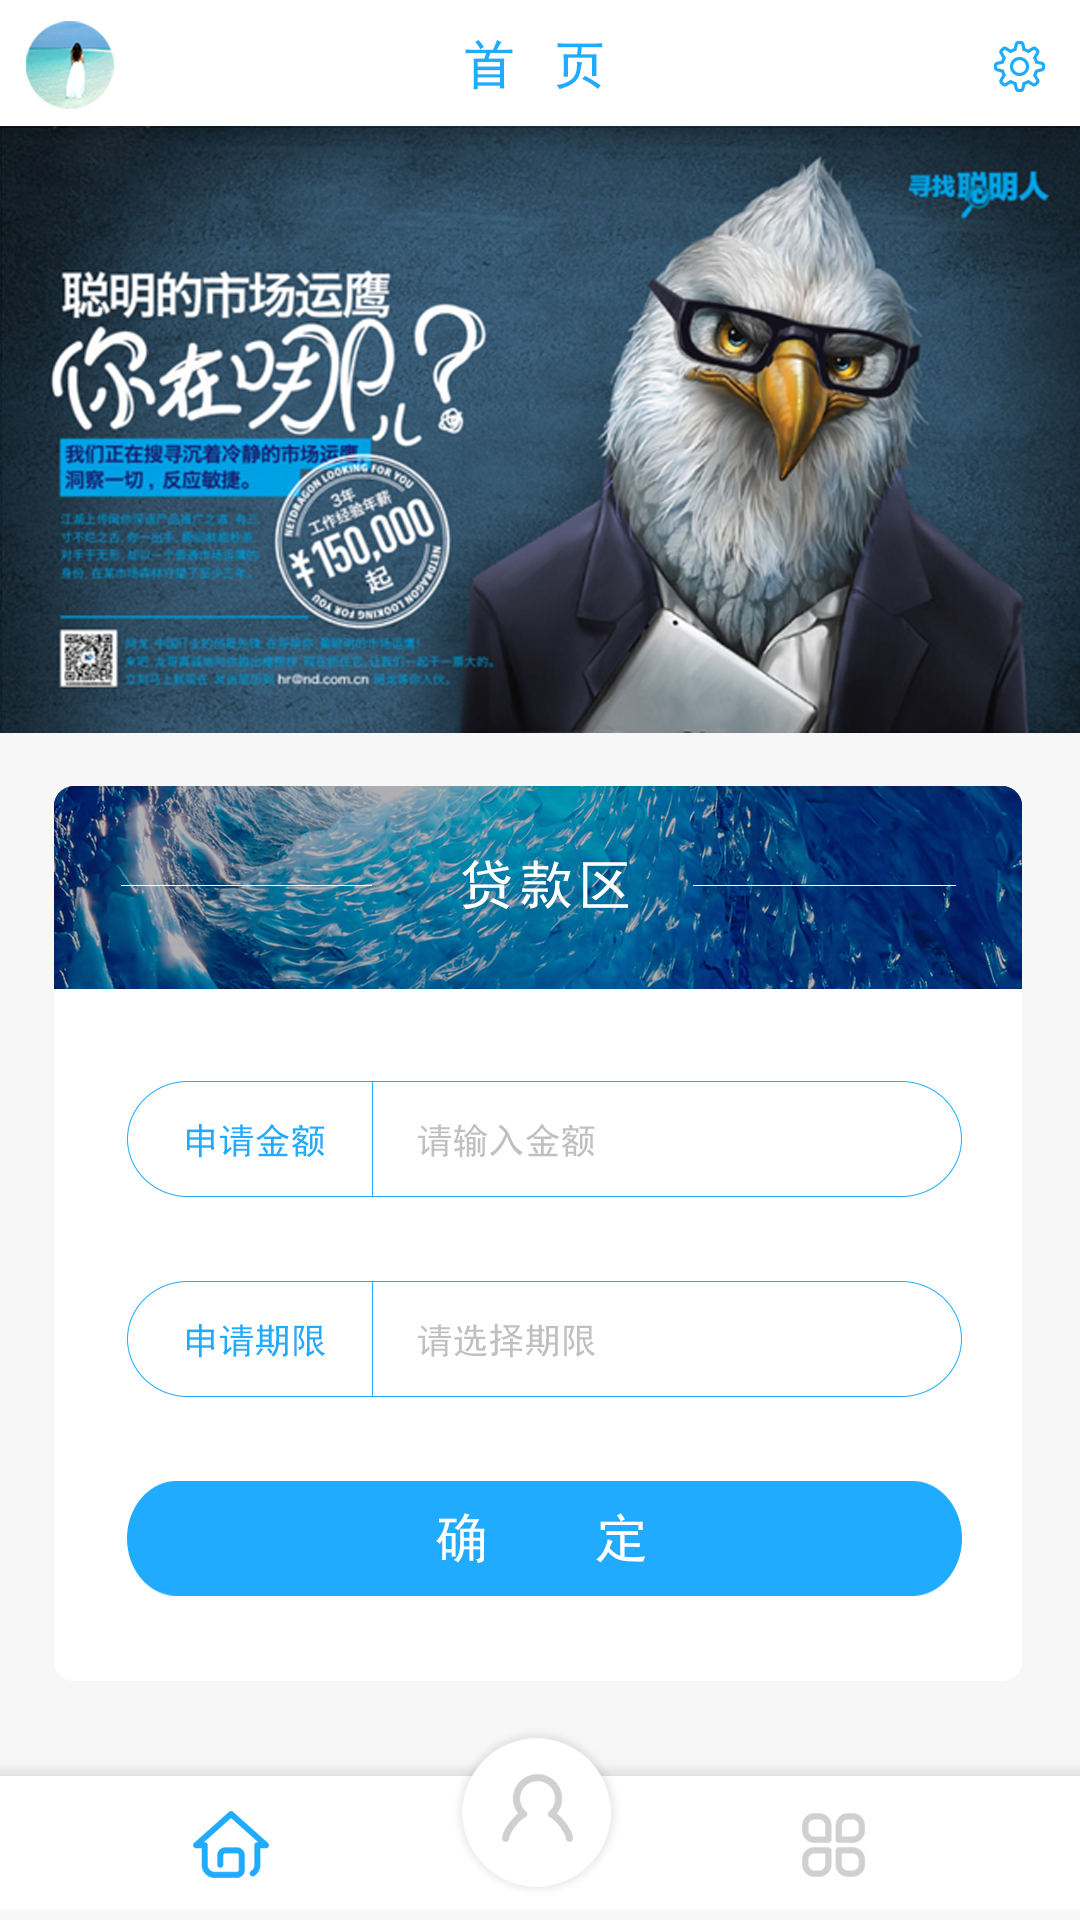 首 页
寻找聪明人
聪明的市场运鹰
你在哪儿?
我们正在搜寻沉着冷静的市场运鹰,
洞察一切，反应敏捷。
NETDRAGON LOOKING FOR YOU
3年
工作经验年薪
¥150,000
起
NETDRAGON LOOKING FOR YOU
hr@nd.com.cn
贷款区
申请金额 请输入金额
申请期限 请选择期限
确 定